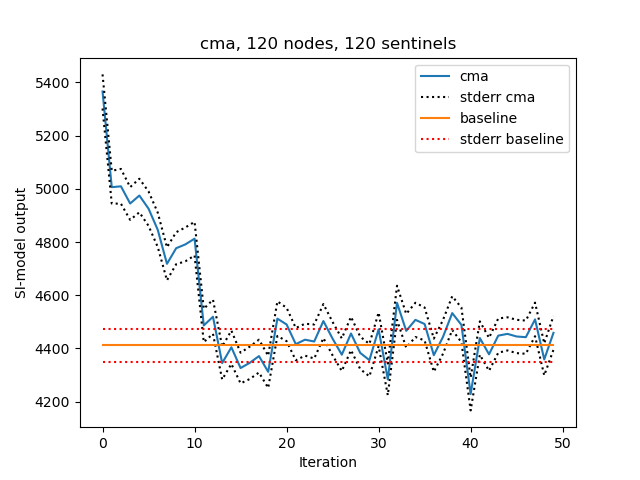 cma, 120 nodes, 120 sentinels
5400
5200
5000
4800
4600
4400
4200
SI-model output
cma
stderr cma
baseline
stderr baseline
0
10
20
30
40
50
Iteration